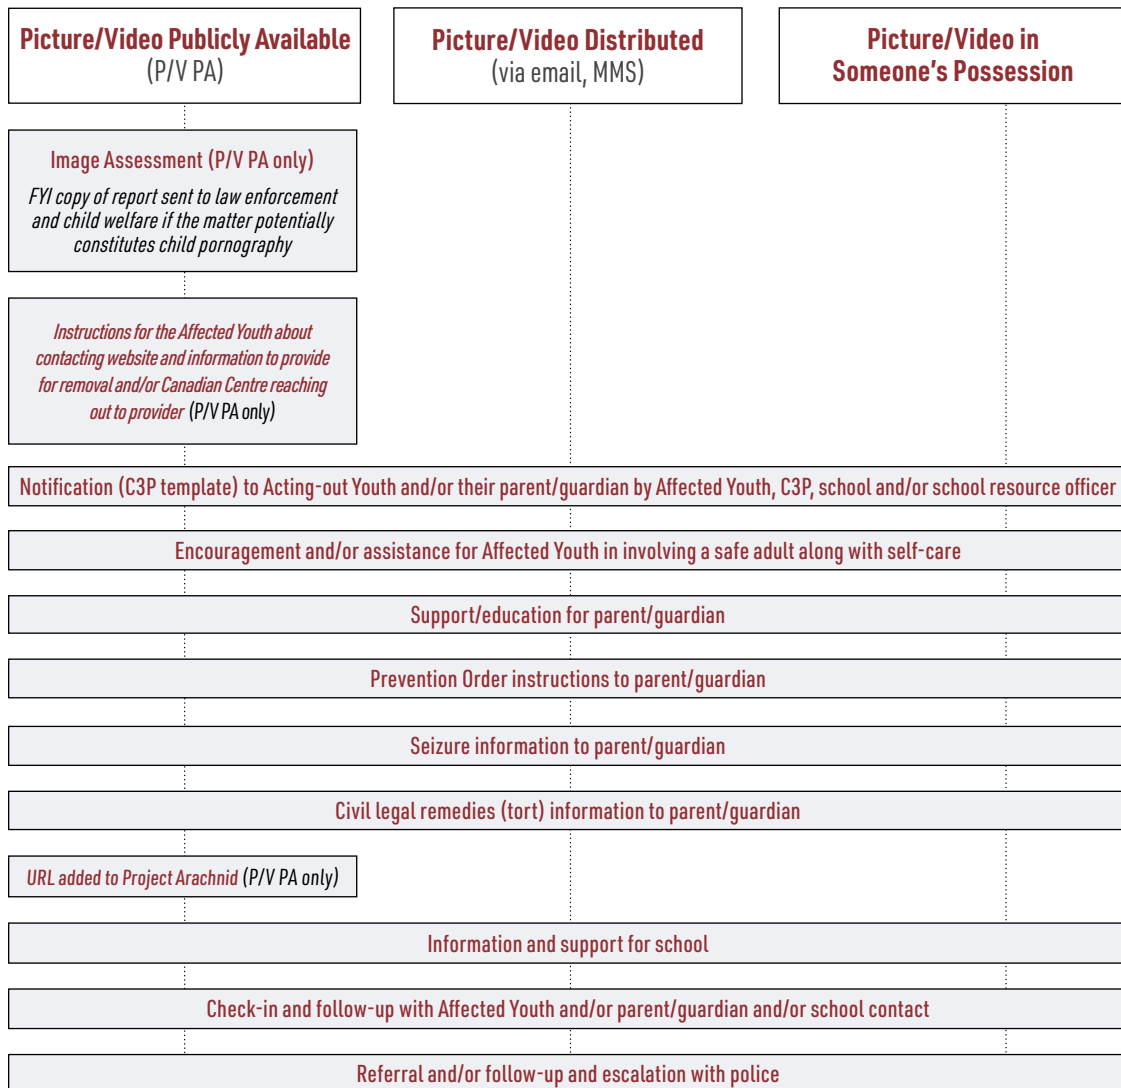 Picture/Video Publicly Available
(P/V PA)
Picture/Video Distributed
(via email, MMS)
Picture/Video in
Someone's Possession
Image Assessment (P/V PA only)
FYI copy of report sent to law enforcement
and child welfare if the matter potentially
constitutes child pornography
Instructions for the Affected Youth about
contacting website and information to provide
for removal and/or Canadian Centre reaching
out to provider (P/V PA only)
Notification (C3P template) to Acting-out Youth and/or their parent/guardian by Affected Youth, C3P, school and/or school resource officer
Encouragement and/or assistance for Affected Youth in involving a safe adult along with self-care
Support/education for parent/guardian
Prevention Order instructions to parent/guardian
Seizure information to parent/guardian
Civil legal remedies (tort) information to parent/guardian
URL added to Project Arachnid (P/V PA only)
Information and support for school
Check-in and follow-up with Affected Youth and/or parent/guardian and/or school contact
Referral and/or follow-up and escalation with police